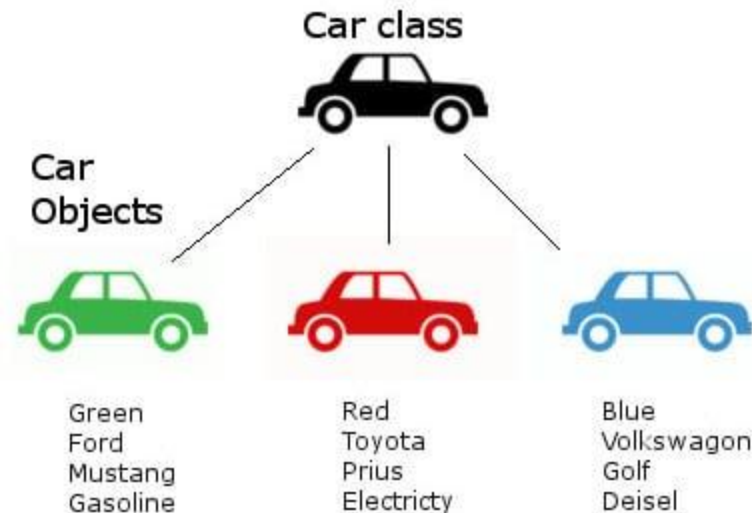 Car class
Car
Objects
Green
Ford
Mustang
Gasoline
Red
Toyota
Prius
Electricty
Blue
Volkswagon
Golf
Deisel